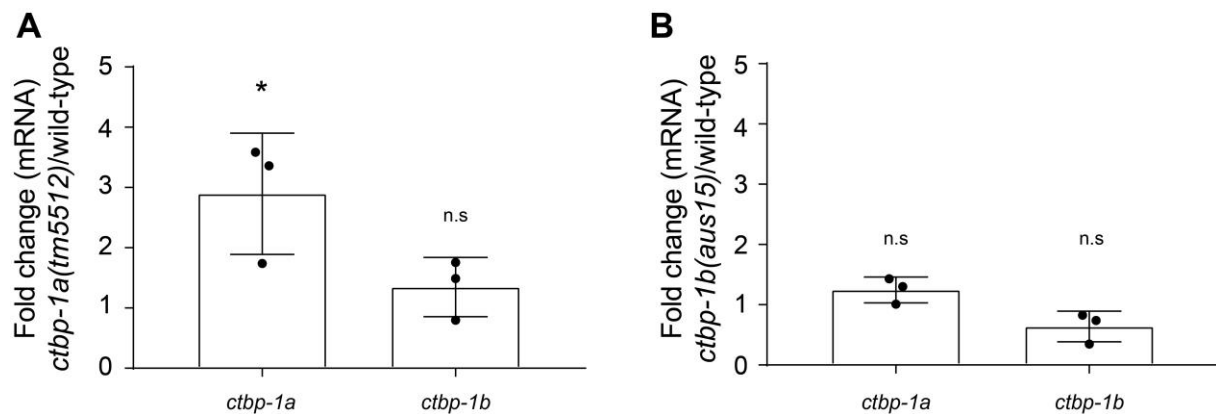 A
Fold change (mRNA)
ctbp-1a(tm5512)/wild-type
5
4
3
2
1
0
*
n.s
ctbp-1a
ctbp-1b
B
Fold change (mRNA)
ctbp-1b(aus15)/wild-type
5
4
3
2
1
0
n.s
n.s
ctbp-1a
ctbp-1b